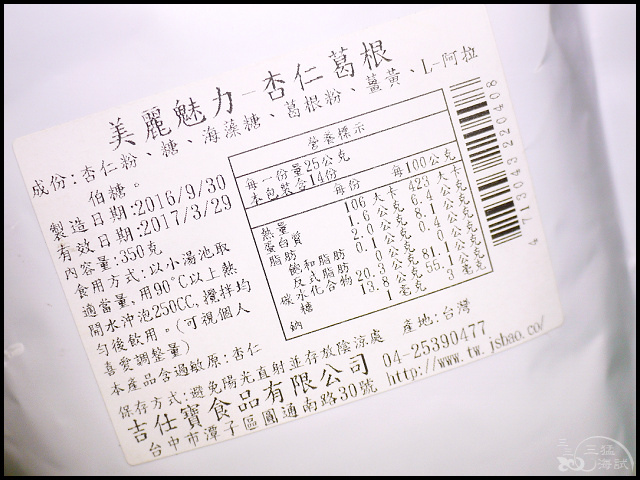 美麗魅力-杏仁葛根
成份:杏仁粉、糖、海藻糖、葛根粉、薑黃、L-阿拉
伯糖。
製造日期:2016/9/30
有效日期:2017/3/29
內容量:350克
食用方式:以小湯池取
適當量,用90°C以上熱
開水沖泡250CC,攪拌均
勻後飲用。(可視個人
喜愛調整量)
本產品含過敏原:杏仁
營養標示
每一份量25公克
本包裝含14份
每份 每100公克
熱量 106 大卡 423 大卡
蛋白質 1.6 公克 6.4 公克
脂肪 2.0 公克 8.1 公克
飽和脂肪 0.1 公克 0.4 公克
反式脂肪 0 公克 0 公克
碳水化合物 20.3 公克 81.1 公克
糖 13.8 公克 55.1 公克
鈉 1 毫克 3 毫克
4713043220408
保存方式:避免陽光直射並存放陰涼處 產地:台灣
吉仕寶食品有限公司 04-25390477
台中市潭子區圓通南路30號 http://www.tw.jsbao.co/
三猛
海試